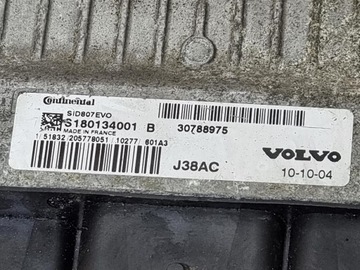 Continental
SID807EVO
S180134001 B 30788975
MADE IN FRANCE
51832 205778051 10277 601A3
J38AC
VOLVO
10-10-04